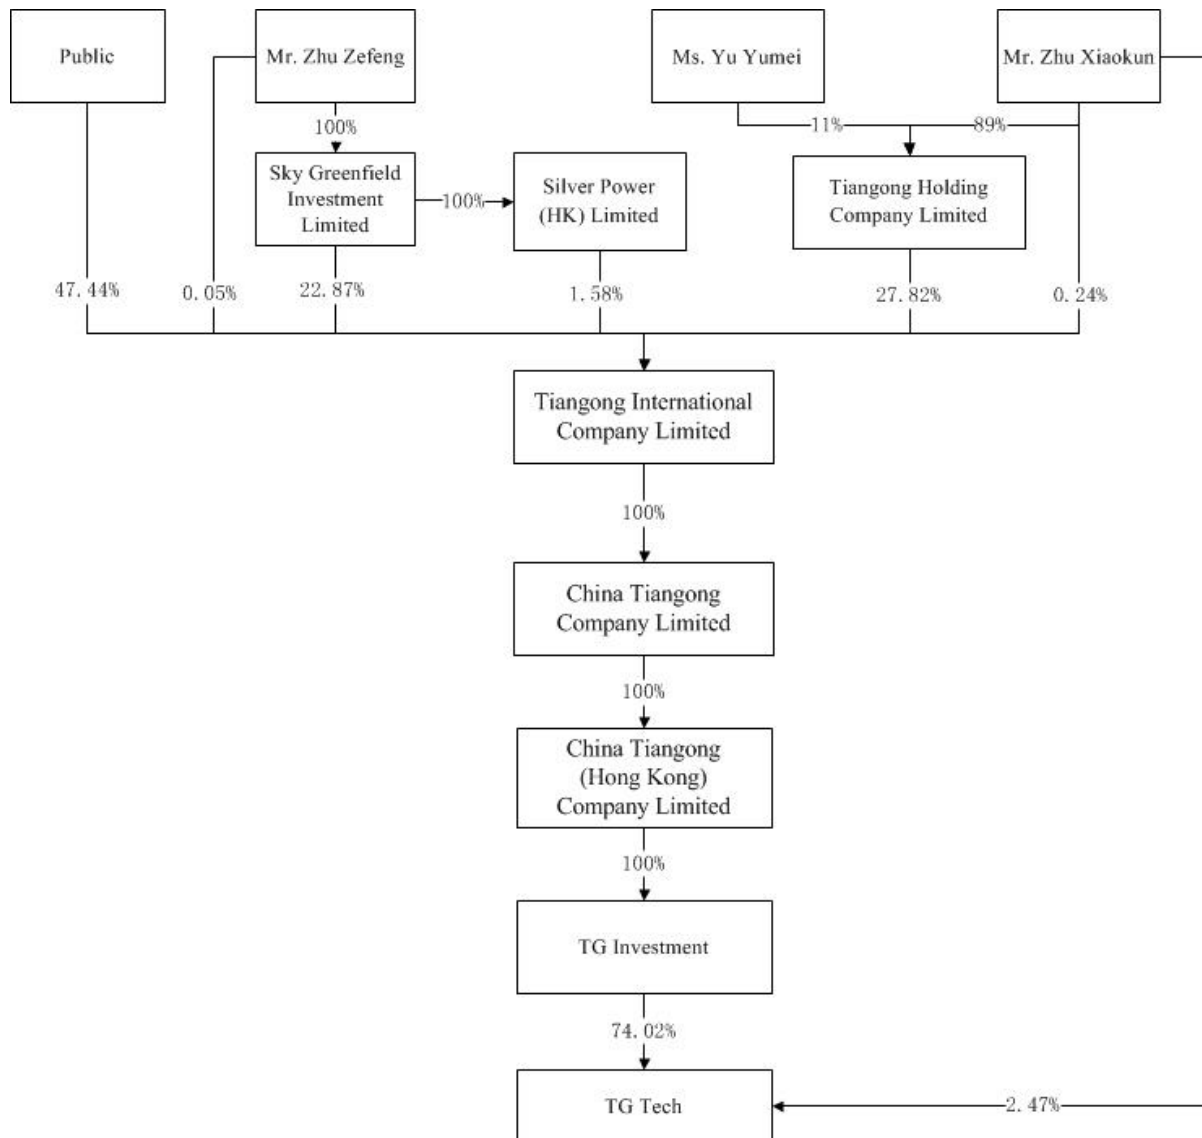 Public
Mr. Zhu Zefeng
Ms. Yu Yumei
Mr. Zhu Xiaokun
100%
11%
89%
Sky Greenfield
Investment
Limited
100%
Silver Power
(HK) Limited
Tiangong Holding
Company Limited
47.44%
0.05%
22.87%
1.58%
27.82%
0.24%
Tiangong International
Company Limited
100%
China Tiangong
Company Limited
100%
China Tiangong
(Hong Kong)
Company Limited
100%
TG Investment
74.02%
TG Tech
2.47%